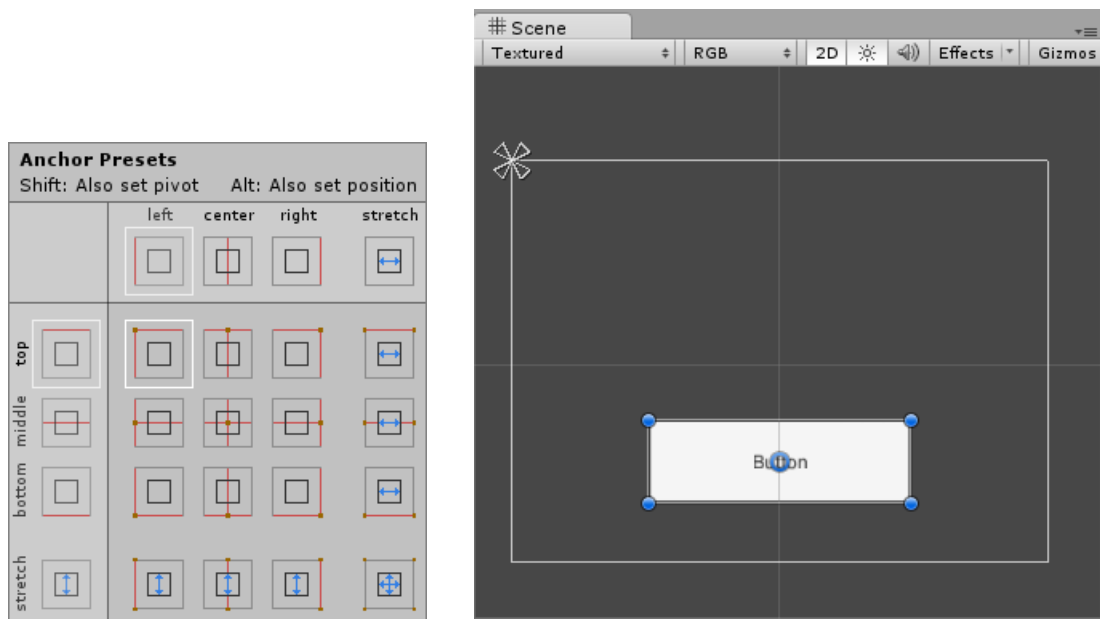 Anchor Presets
Shift: Also set pivot Alt: Also set position
left center right stretch
top
middle
bottom
stretch
Scene
Textured RGB 2D Effects Gizmos
Button